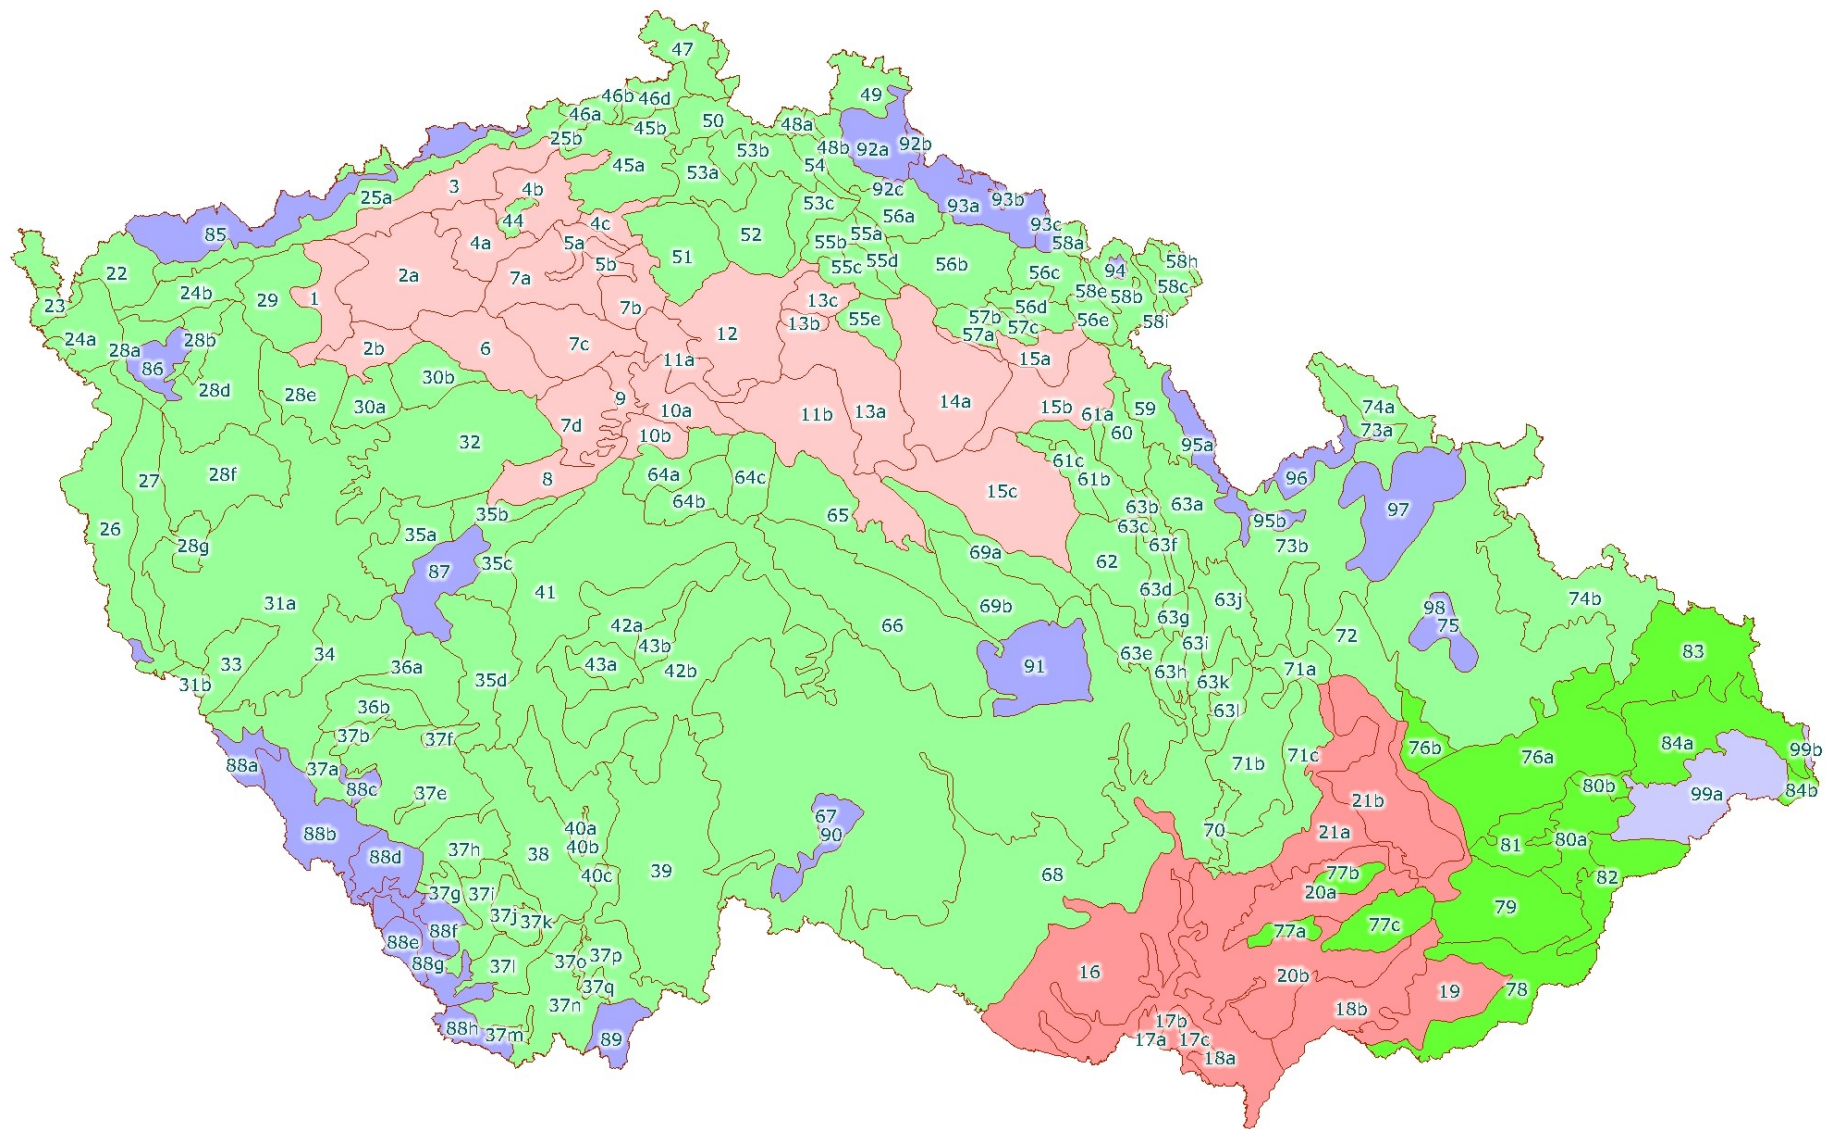 47
49
46b 46d
46a
25b 45b 50 48a
53b 48b 92a 92b
45a 53a 54
3 4b 92c
25a 53c 93a 93b
44 4c 56a 93c
85 4a 5a 52 55b 55a 58a
51 55c 55d 56b 56c 94 58h
22 2a 7a 5b 58e 58b 58c
24b 29 1 7b 13c 56d
23 13b 55e 57b 57c 56e 58i
24a 28b 2b 6 7c 12 57a
28a 11a 15a
86 28d 30b
28e 30a 9 10a 11b 13a 14a 15b 61a 59 74a
32 7d 10b 60 73a
95a
27 28f 8 64a 64c 61c 61b 96
15c
26 35b 64b 65 63b 63a 97
28g 35a 63c 95b
87 35c 69a 62 63f 73b
31a 41 69b 63d 63j 98 74b
42a 66 63g 75
34 43b 63e 63i 72
33 36a 43a 42b 91 63h 71a 83
31b 35d 63k
36b 63l
37b 37f 76b 84a 99b
88a 37a 71b 71c 76a
88c 37e 80b 99a 84b
21b
88b 40a 67 90 70 21a
88d 37h 40b 38 81 80a
37g 37i 40c 39 68 77b 82
37j 37k 20a 79
88e 88f 77a 77c
88g 37l 37o 37p 16 20b
37q 19 78
37n 18b
88h 37m 89 17b
17a 17c
18a